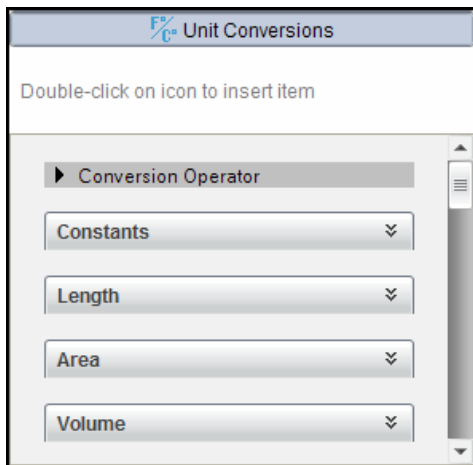 F°/C° Unit Conversions
Double-click on icon to insert item
Conversion Operator
Constants
Length
Area
Volume